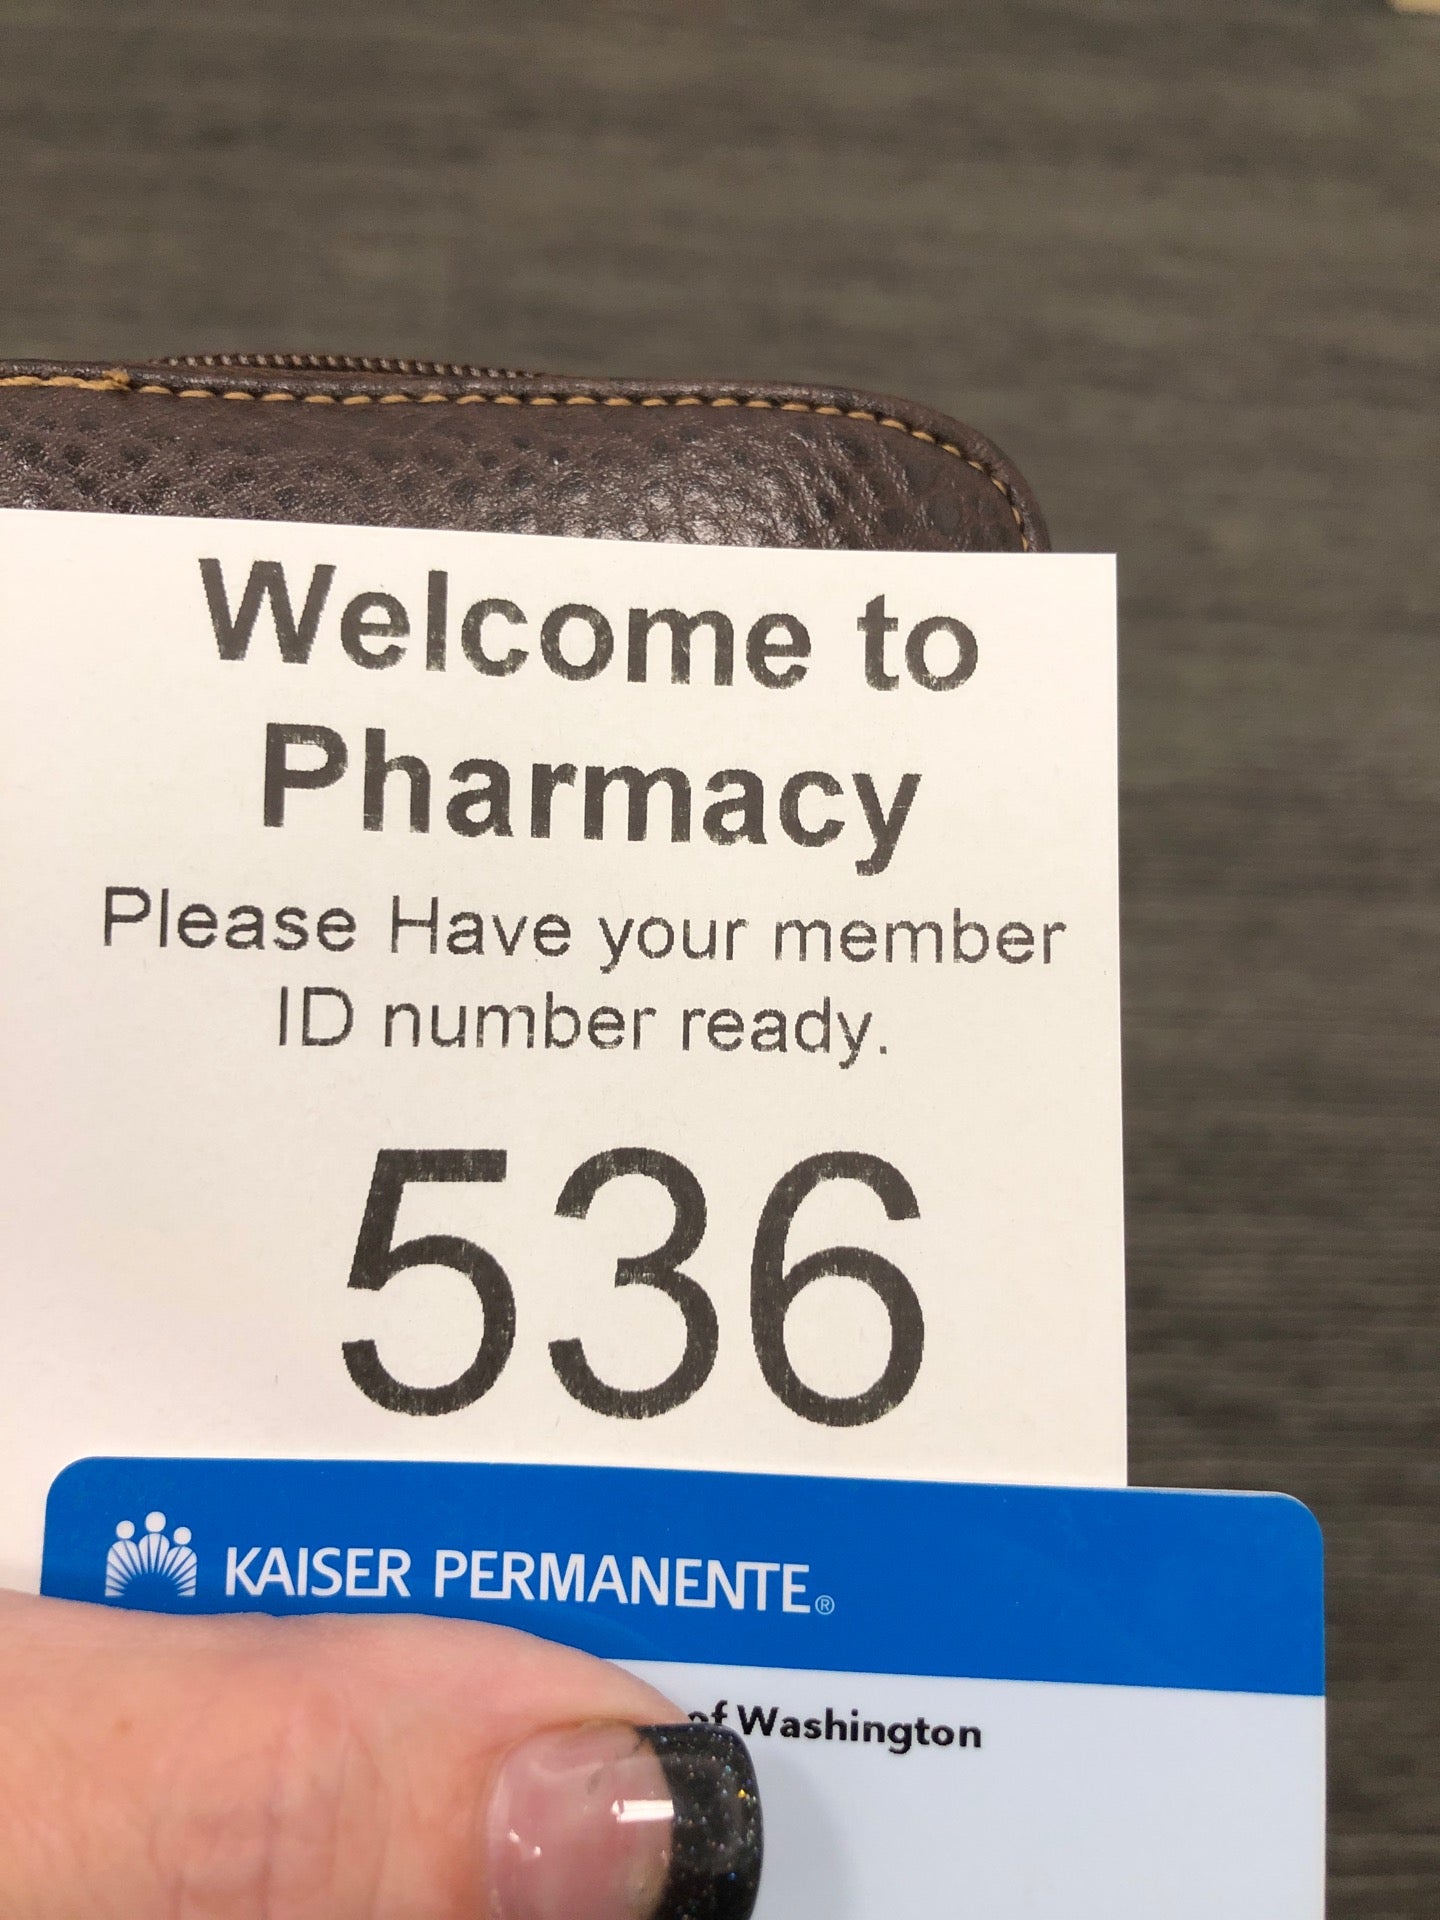 Welcome to
Pharmacy
Please Have your member
ID number ready.
536
KAISER PERMANENTE®
of Washington